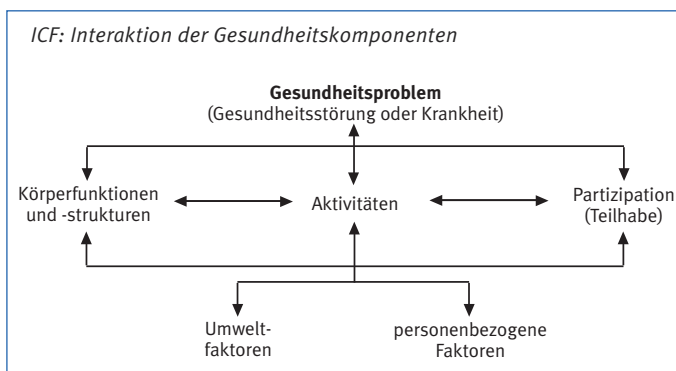 ICF: Interaktion der Gesundheitskomponenten
Gesundheitsproblem
(Gesundheitsstörung oder Krankheit)
Körperfunktionen
und -strukturen
Aktivitäten
Partizipation
(Teilhabe)
Umwelt-
faktoren
personenbezogene
Faktoren